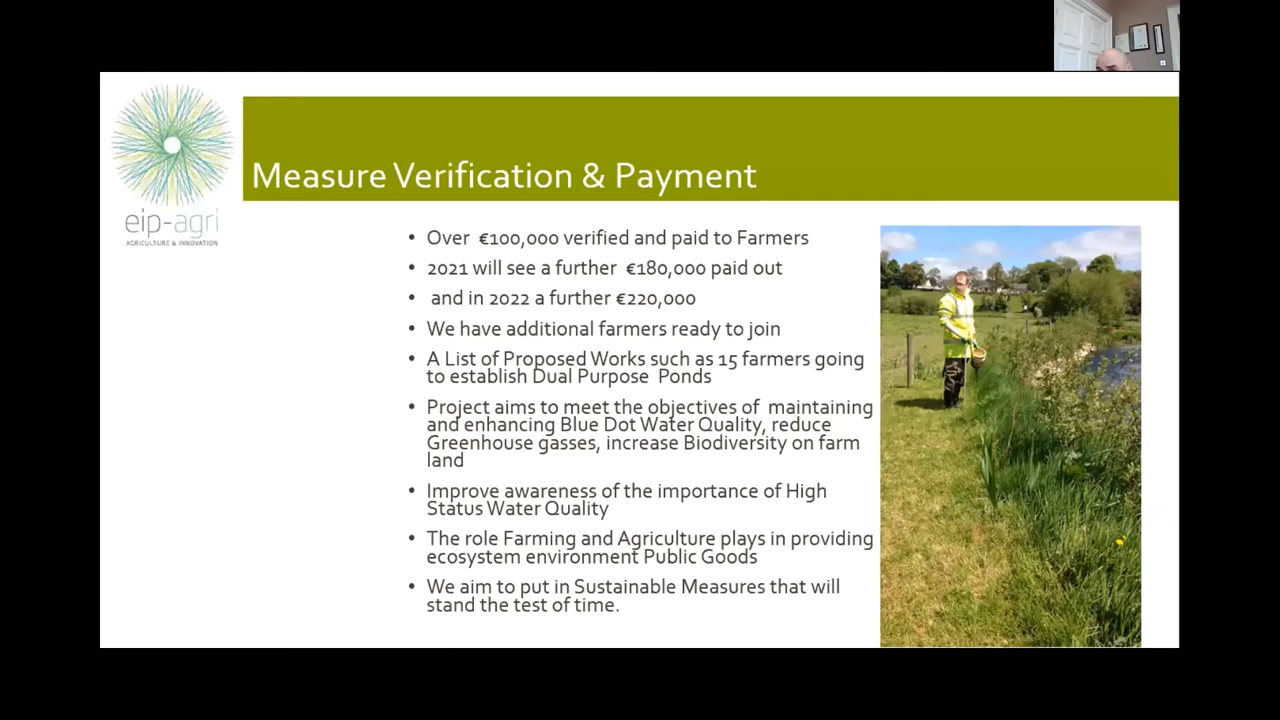 eip-agri
AGRICULTURE & INNOVATION
Measure Verification & Payment
• Over €100,000 verified and paid to Farmers
• 2021 will see a further €180,000 paid out
• and in 2022 a further €220,000
• We have additional farmers ready to join
• A List of Proposed Works such as 15 farmers going
to establish Dual Purpose Ponds
• Project aims to meet the objectives of maintaining
and enhancing Blue Dot Water Quality, reduce
Greenhouse gasses, increase Biodiversity on farm
land
• Improve awareness of the importance of High
Status Water Quality
• The role Farming and Agriculture plays in providing
ecosystem environment Public Goods
• We aim to put in Sustainable Measures that will
stand the test of time.